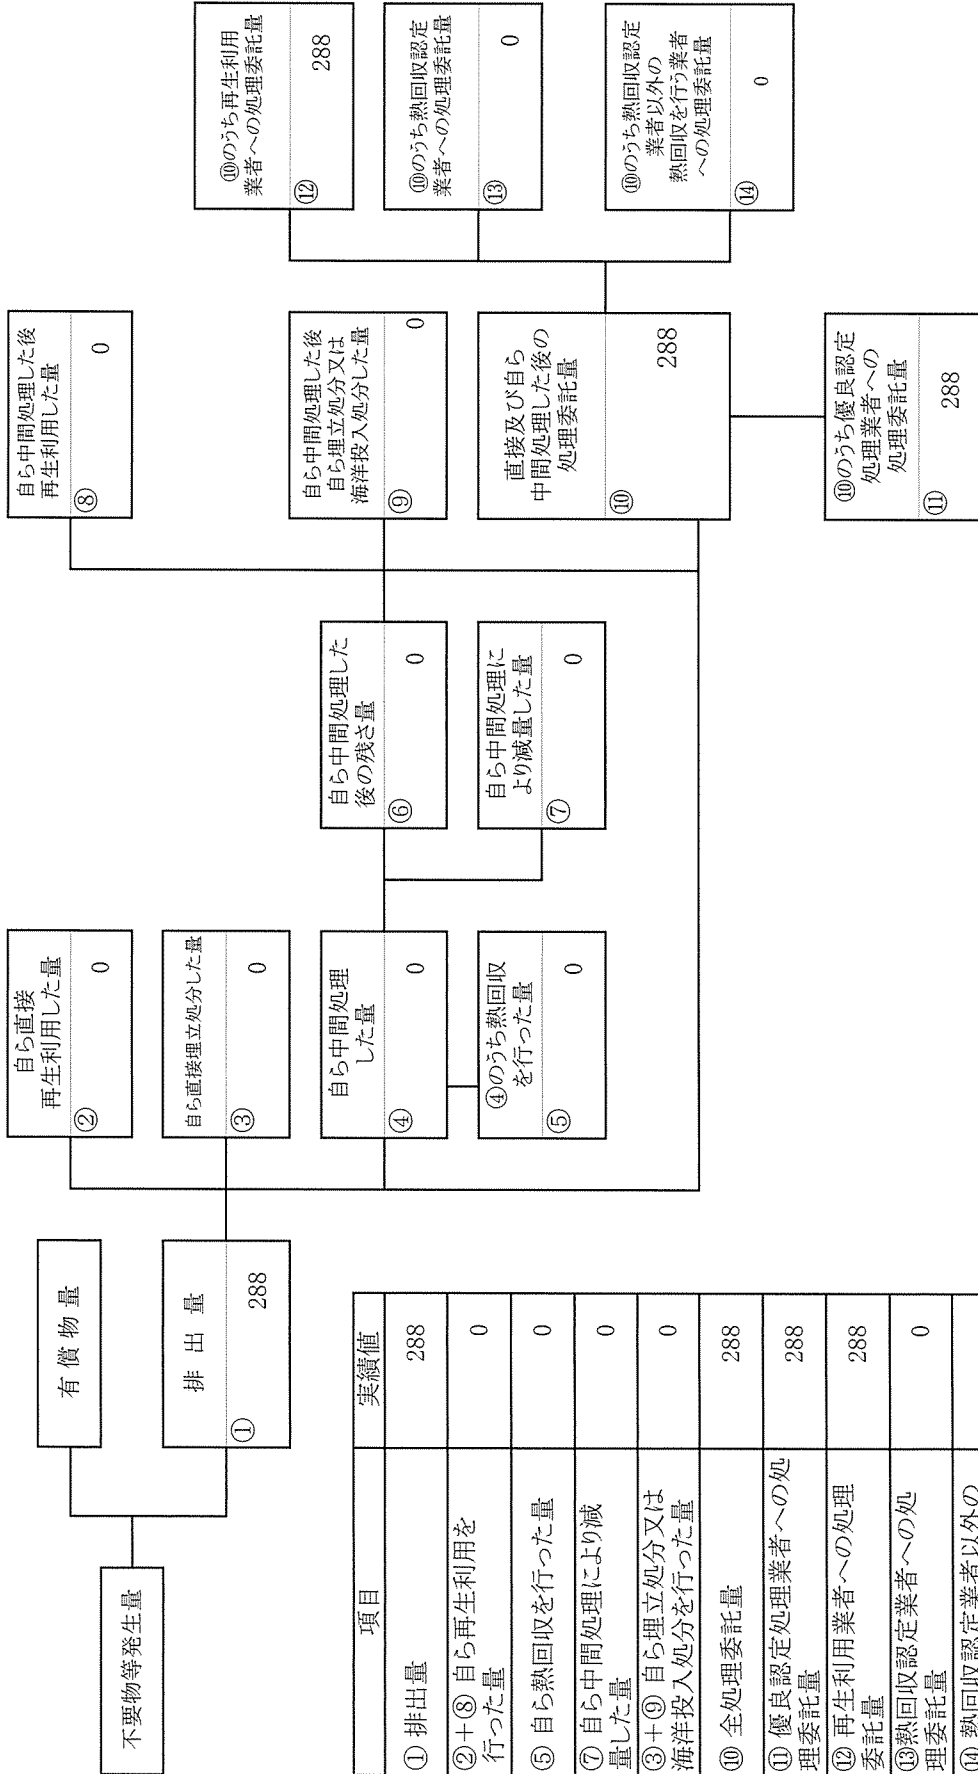 不要物等発生量
有償物量
排出量
①
288
自ら直接
再生利用した量
②
0
自ら直接埋立処分した量
③
0
自ら中間処理
した量
④
0
④のうち熱回収
を行った量
⑤
0
自ら中間処理した
後の残さ量
⑥
0
自ら中間処理に
より減量した量
⑦
0
自ら中間処理した後
再生利用した量
⑧
0
自ら中間処理した後
自ら埋立処分又は
海洋投入処分した量
⑨
0
直接及び自ら
中間処理した後の
処理委託量
⑩
288
⑩のうち優良認定
処理業者への
処理委託量
⑪
288
⑩のうち再生利用
業者への処理委託量
⑫
288
⑩のうち熱回収認定
業者への処理委託量
⑬
0
⑩のうち熱回収認定
業者以外の
熱回収を行う業者
への処理委託量
⑭
0
項目 実績値
①排出量 288
②+⑧ 自ら再生利用を
行った量 0
⑤ 自ら熱回収を行った量 0
⑦ 自ら中間処理により減
量した量 0
③+⑨ 自ら埋立処分又は
海洋投入処分を行った量 0
⑩ 全処理委託量 288
⑪ 優良認定処理業者への処
理委託量 288
⑫ 再生利用業者への処理
委託量 288
⑬熱回収認定業者への処
理委託量 0
⑭ 熱回収認定業者以外の